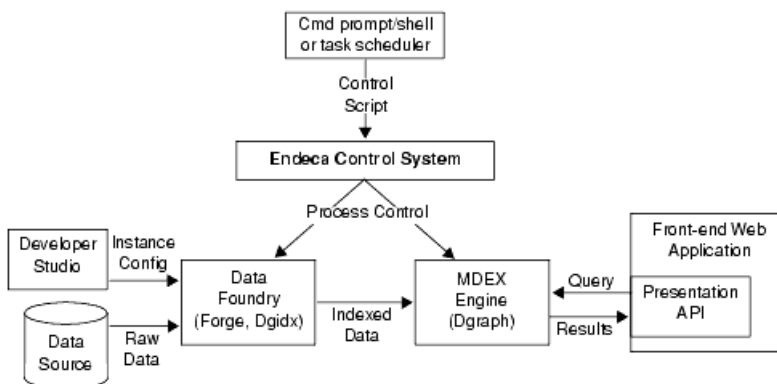 Cmd prompt/shell
or task scheduler
Control
Script
Endeca Control System
Process Control
Developer
Studio
Instance
Config
Data
Foundry
(Forge, Dgidx)
Indexed
Data
MDEX
Engine
(Dgraph)
Front-end Web
Application
Query
Presentation
API
Results
Data
Source
Raw
Data